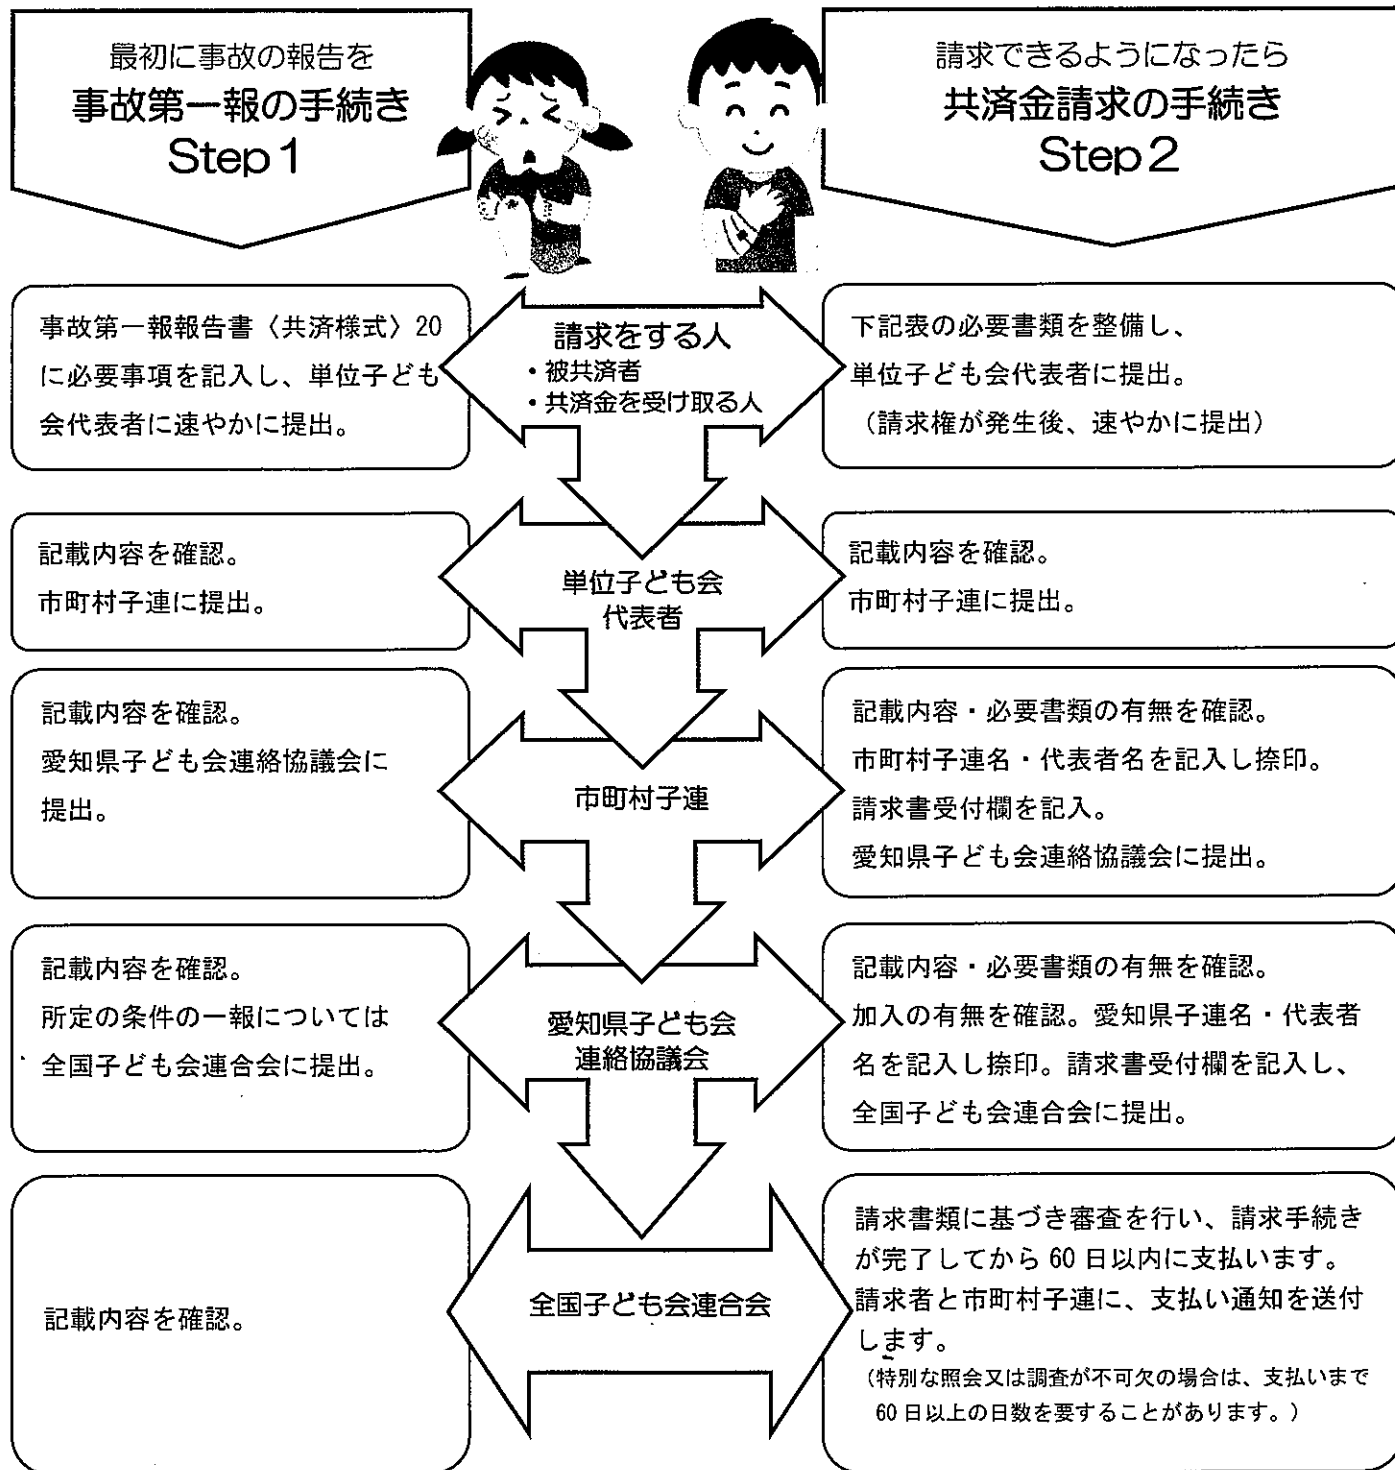 最初に事故の報告を
事故第一報の手続き
Step1
請求できるようになったら
共済金請求の手続き
Step2
事故第一報報告書〈共済様式〉20
に必要事項を記入し、単位子ども
会代表者に速やかに提出。
請求をする人
・被共済者
・共済金を受け取る人
下記表の必要書類を整備し、
単位子ども会代表者に提出。
（請求権が発生後、速やかに提出）
記載内容を確認。
市町村子連に提出。
単位子ども会
代表者
記載内容を確認。
市町村子連に提出。
記載内容を確認。
愛知県子ども会連絡協議会に
提出。
市町村子連
記載内容・必要書類の有無を確認。
市町村子連名・代表者名を記入し捺印。
請求書受付欄を記入。
愛知県子ども会連絡協議会に提出。
記載内容を確認。
所定の条件の一報については
全国子ども会連合会に提出。
愛知県子ども会
連絡協議会
記載内容・必要書類の有無を確認。
加入の有無を確認。愛知県子連名・代表者
名を記入し捺印。請求書受付欄を記入し、
全国子ども会連合会に提出。
記載内容を確認。
全国子ども会連合会
請求書類に基づき審査を行い、請求手続き
が完了してから 60 日以内に支払います。
請求者と市町村子連に、支払い通知を送付
します。
（特別な照会又は調査が不可欠の場合は、支払いまで
60 日以上の日数を要することがあります。）